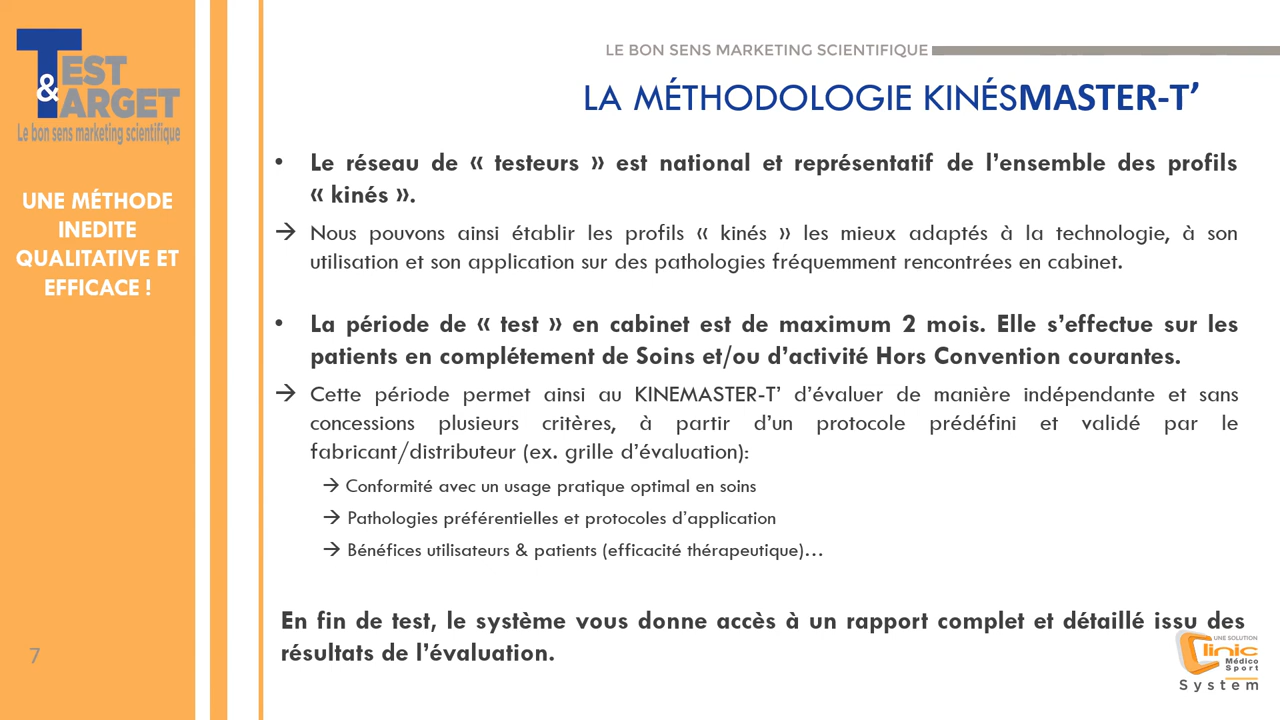 TEST
& TARGET
Le bon sens marketing scientifique
UNE MÉTHODE
INEDITE
QUALITATIVE ET
EFFICACE !
7
LE BON SENS MARKETING SCIENTIFIQUE
LA MÉTHODOLOGIE KINÉSMASTER-T’
• Le réseau de « testeurs » est national et représentatif de l’ensemble des profils
« kinés ».
→ Nous pouvons ainsi établir les profils « kinés » les mieux adaptés à la technologie, à son
utilisation et son application sur des pathologies fréquemment rencontrées en cabinet.
• La période de « test » en cabinet est de maximum 2 mois. Elle s’effectue sur les
patients en complétement de Soins et/ou d’activité Hors Convention courantes.
→ Cette période permet ainsi au KINEMASTER-T’ d’évaluer de manière indépendante et sans
concessions plusieurs critères, à partir d’un protocole prédéfini et validé par le
fabricant/distributeur (ex. grille d’évaluation):
→ Conformité avec un usage pratique optimal en soins
→ Pathologies préférentielles et protocoles d’application
→ Bénéfices utilisateurs & patients (efficacité thérapeutique)…
En fin de test, le système vous donne accès à un rapport complet et détaillé issu des
résultats de l’évaluation.
UNE SOLUTION
Clinic
Médico
Sport
System